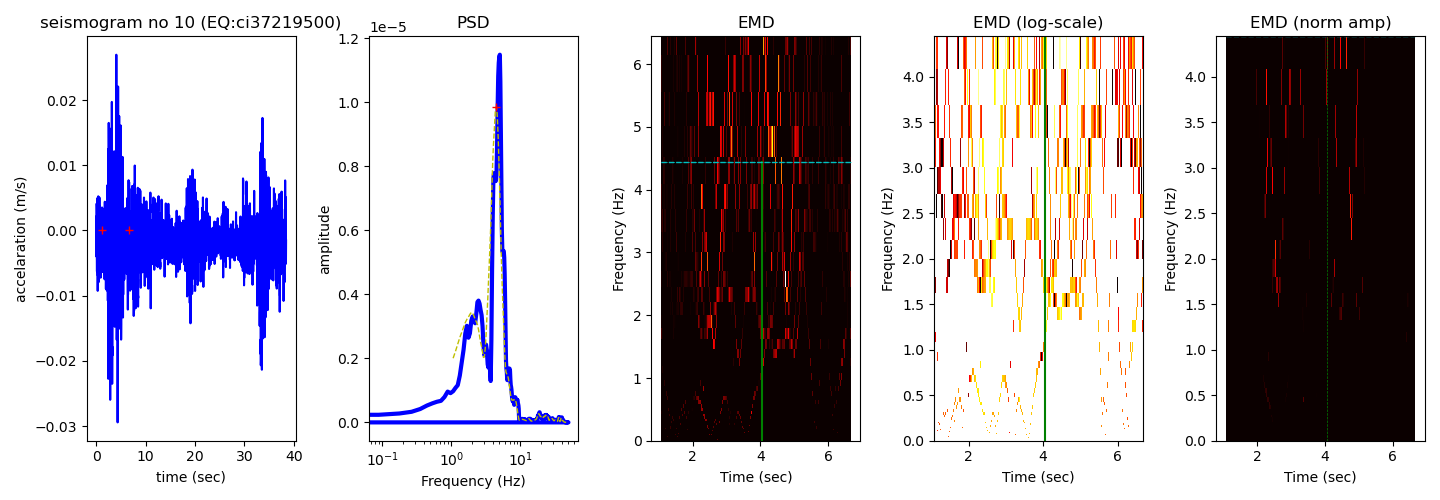 seismogram no 10 (EQ:ci37219500)
accelaration (m/s)
0.02
0.01
0.00
−0.01
−0.02
−0.03
0 10 20 30 40
time (sec)
PSD
1e−5
amplitude
1.2
1.0
0.8
0.6
0.4
0.2
0.0
10⁻¹ 10⁰ 10¹
Frequency (Hz)
EMD
Frequency (Hz)
6
5
4
3
2
1
0
2 4 6
Time (sec)
EMD (log-scale)
Frequency (Hz)
4.0
3.5
3.0
2.5
2.0
1.5
1.0
0.5
0.0
2 4 6
Time (sec)
EMD (norm amp)
Frequency (Hz)
4.0
3.5
3.0
2.5
2.0
1.5
1.0
0.5
0.0
2 4 6
Time (sec)